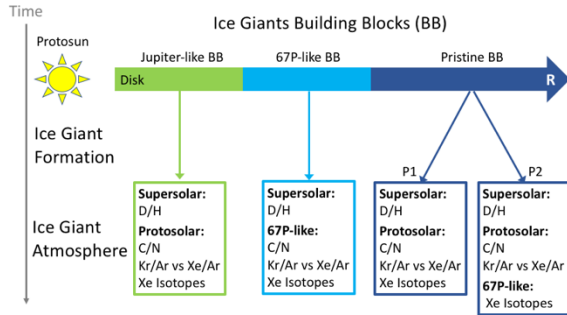 Time
Ice Giants Building Blocks (BB)
Protosun
Jupiter-like BB
67P-like BB
Pristine BB
Disk
R
Ice Giant
Formation
P1
P2
Ice Giant
Atmosphere
Supersolar:
D/H
Protosolar:
C/N
Kr/Ar vs Xe/Ar
Xe Isotopes
Supersolar:
D/H
67P-like:
C/N
Kr/Ar vs Xe/Ar
Xe Isotopes
Supersolar:
D/H
Protosolar:
C/N
Kr/Ar vs Xe/Ar
Xe Isotopes
Supersolar:
D/H
Protosolar:
C/N
Kr/Ar vs Xe/Ar
67P-like:
Xe Isotopes